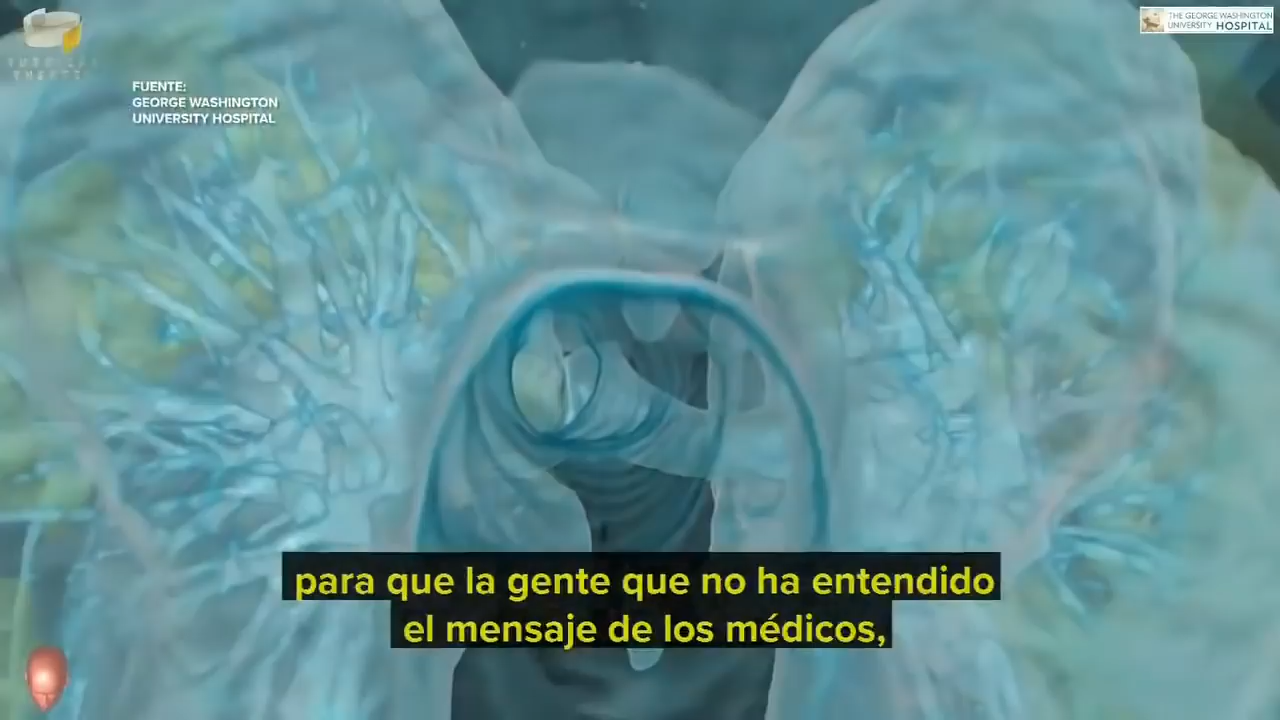 THE GEORGE WASHINGTON
UNIVERSITY HOSPITAL
FUENTE:
GEORGE WASHINGTON
UNIVERSITY HOSPITAL
para que la gente que no ha entendido
el mensaje de los médicos,